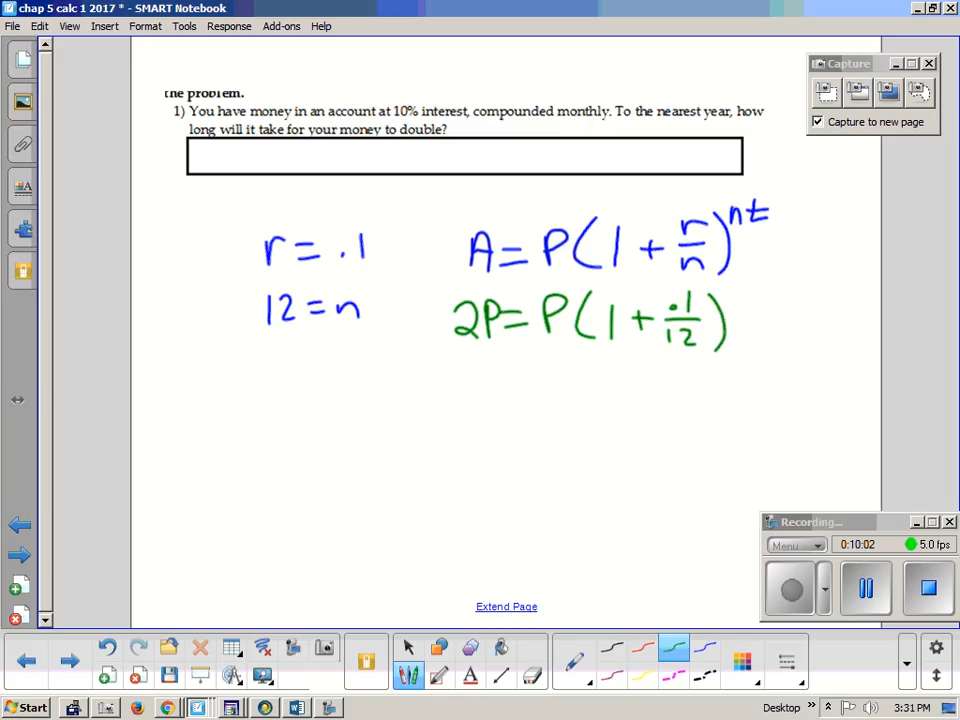 chap 5 calc 1 2017 * - SMART Notebook
File Edit View Insert Format Tools Response Add-ons Help
Capture
Capture to new page
the problem.
1) You have money in an account at 10% interest, compounded monthly. To the nearest year, how
long will it take for your money to double?
r = .1
A = P(1 + r/n)^nt
12 = n
2P = P(1 + .1/12)
Recording...
Menu
0:10:02
5.0 fps
Extend Page
Start
Desktop
3:31 PM